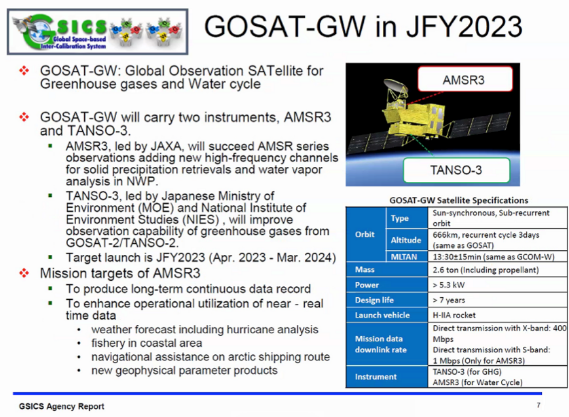 GSICS
Global Space-based
Inter-Calibration System
GOSAT-GW in JFY2023
GOSAT-GW: Global Observation SATellite for
Greenhouse gases and Water cycle
GOSAT-GW will carry two instruments, AMSR3
and TANSO-3.
AMSR3, led by JAXA, will succeed AMSR series
observations adding new high-frequency channels
for solid precipitation retrievals and water vapor
analysis in NWP.
TANSO-3, led by Japanese Ministry of
Environment (MOE) and National Institute of
Environment Studies (NIES) , will improve
observation capability of greenhouse gases from
GOSAT-2/TANSO-2.
Target launch is JFY2023 (Apr. 2023 - Mar. 2024)
Mission targets of AMSR3
To produce long-term continuous data record
To enhance operational utilization of near - real
time data
weather forecast including hurricane analysis
fishery in coastal area
navigational assistance on arctic shipping route
new geophysical parameter products
AMSR3
TANSO-3
GOSAT-GW Satellite Specifications
Orbit
Type
Sun-synchronous, Sub-recurrent
orbit
Altitude
666km, recurrent cycle 3days
(same as GOSAT)
MLTAN
13:30±15min (same as GCOM-W)
Mass
2.6 ton (Including propellant)
Power
> 5.3 kW
Design life
> 7 years
Launch vehicle
H-IIA rocket
Mission data
downlink rate
Direct transmission with X-band: 400
Mbps
Direct transmission with S-band:
1 Mbps (Only for AMSR3)
Instrument
TANSO-3 (for GHG)
AMSR3 (for Water Cycle)
GSICS Agency Report
7